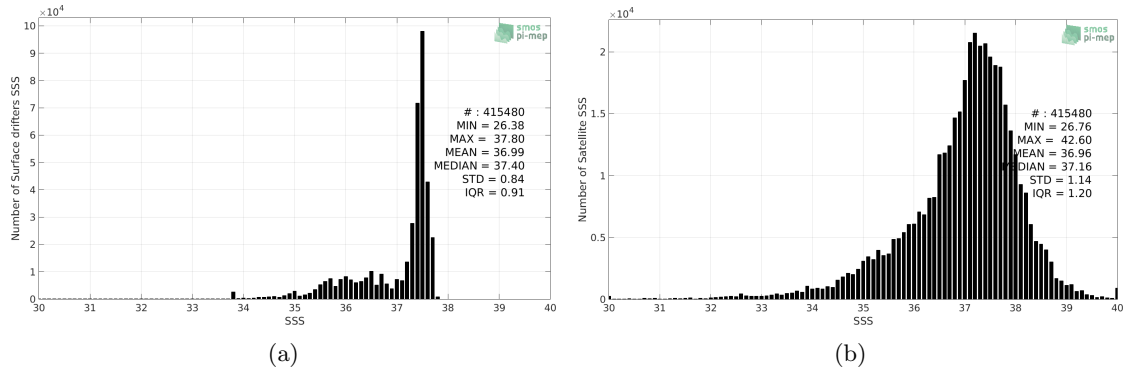 ×10⁴
smos
pi-mep
10
9
8
7
6
5
4
3
2
1
0
Number of Surface drifters SSS
# : 415480
MIN = 26.38
MAX = 37.80
MEAN = 36.99
MEDIAN = 37.40
STD = 0.84
IQR = 0.91
30 31 32 33 34 35 36 37 38 39 40
SSS
(a)
×10⁴
smos
pi-mep
2
1.5
1
0.5
0
Number of Satellite SSS
# : 415480
MIN = 26.76
MAX = 42.60
MEAN = 36.96
MEDIAN = 37.16
STD = 1.14
IQR = 1.20
30 31 32 33 34 35 36 37 38 39 40
SSS
(b)